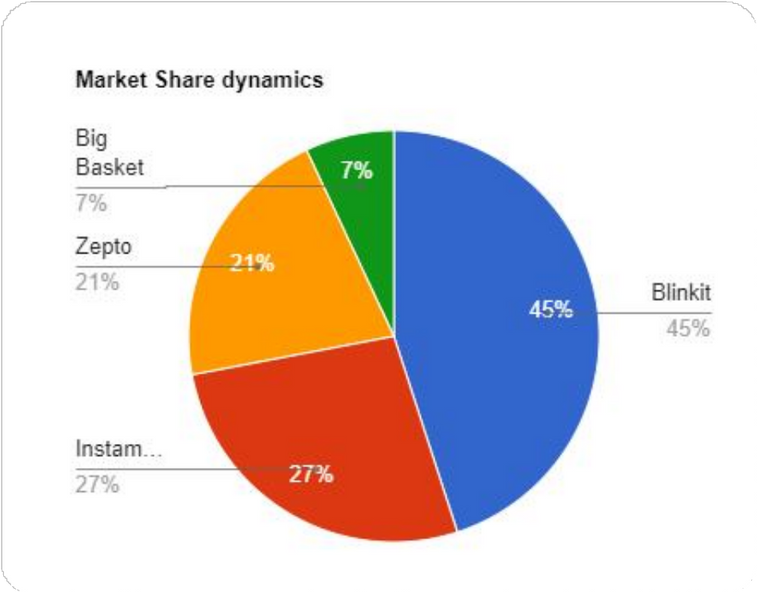 Market Share dynamics
Big
Basket
7%
7%
Zepto
21%
21%
Blinkit
45%
45%
Instam...
27%
27%